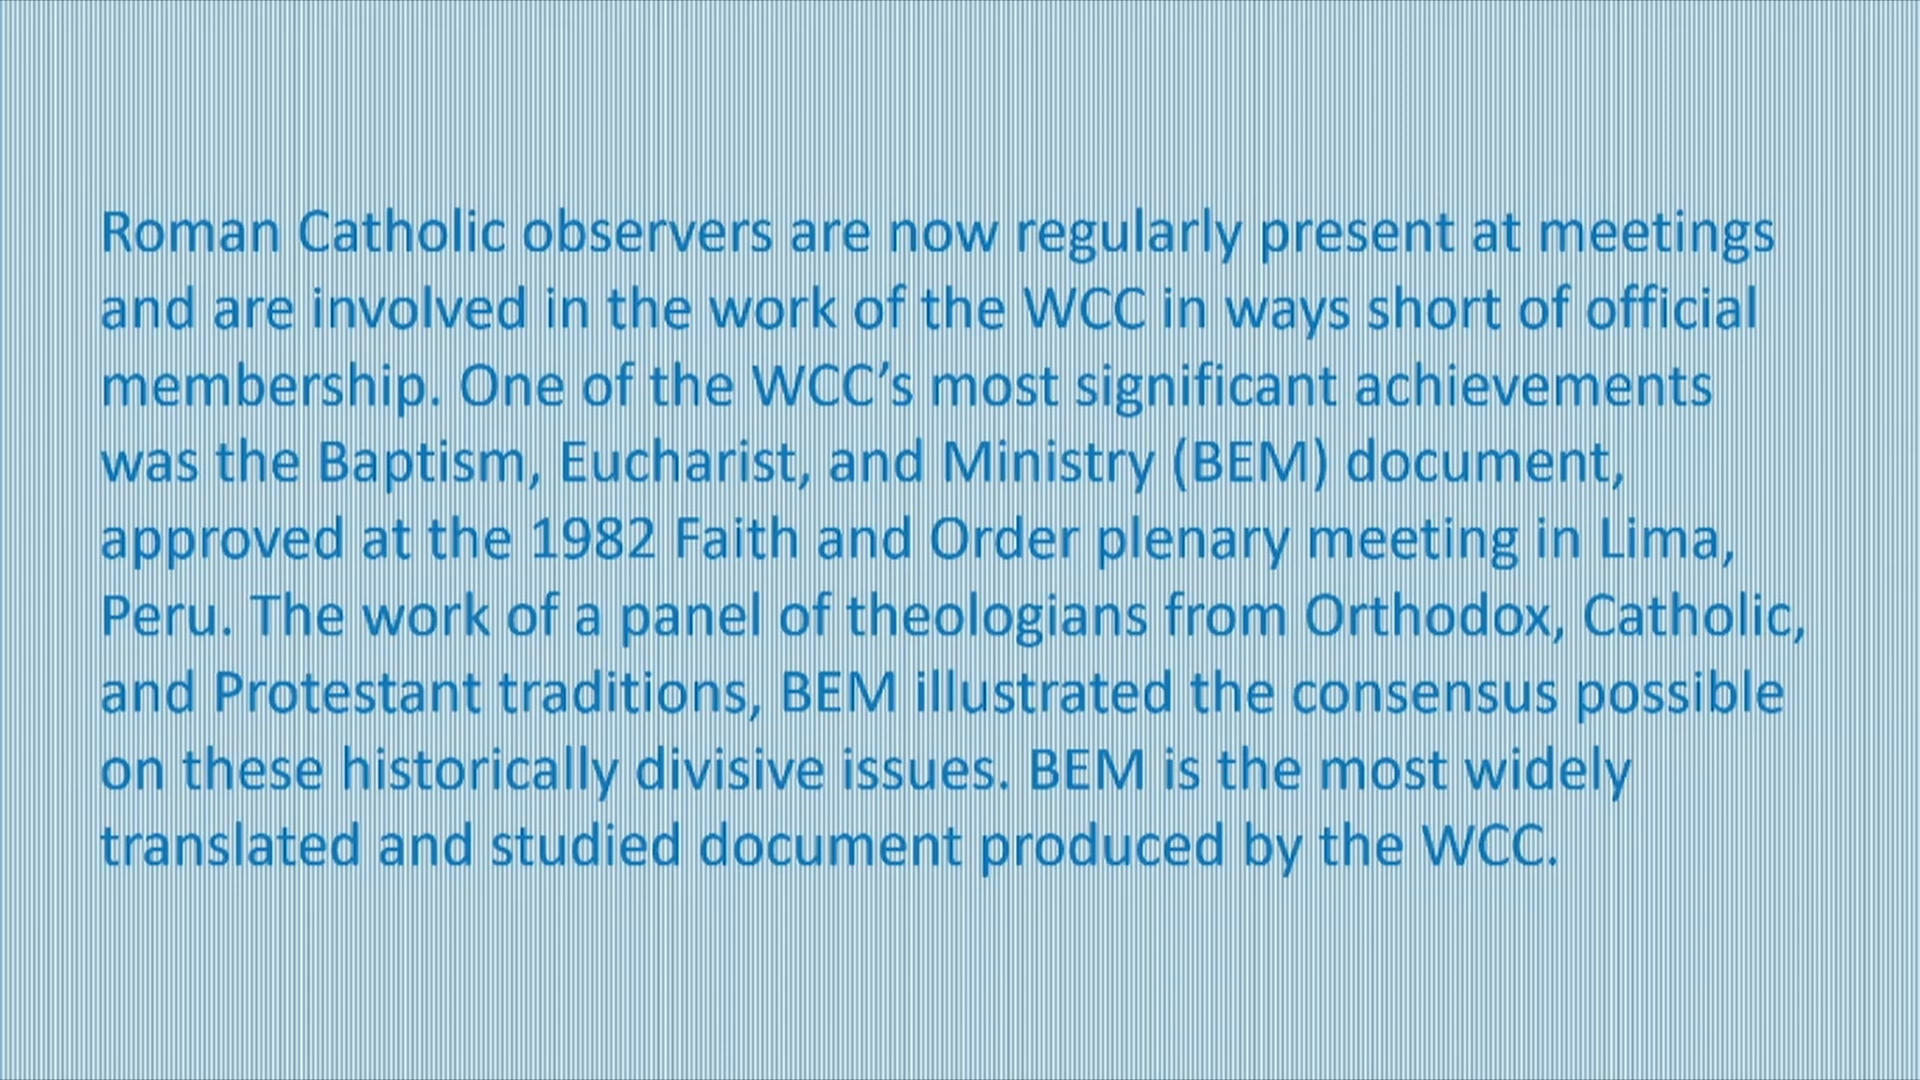 Roman Catholic observers are now regularly present at meetings
and are involved in the work of the WCC in ways short of official
membership. One of the WCC’s most significant achievements
was the Baptism, Eucharist, and Ministry (BEM) document,
approved at the 1982 Faith and Order plenary meeting in Lima,
Peru. The work of a panel of theologians from Orthodox, Catholic,
and Protestant traditions, BEM illustrated the consensus possible
on these historically divisive issues. BEM is the most widely
translated and studied document produced by the WCC.